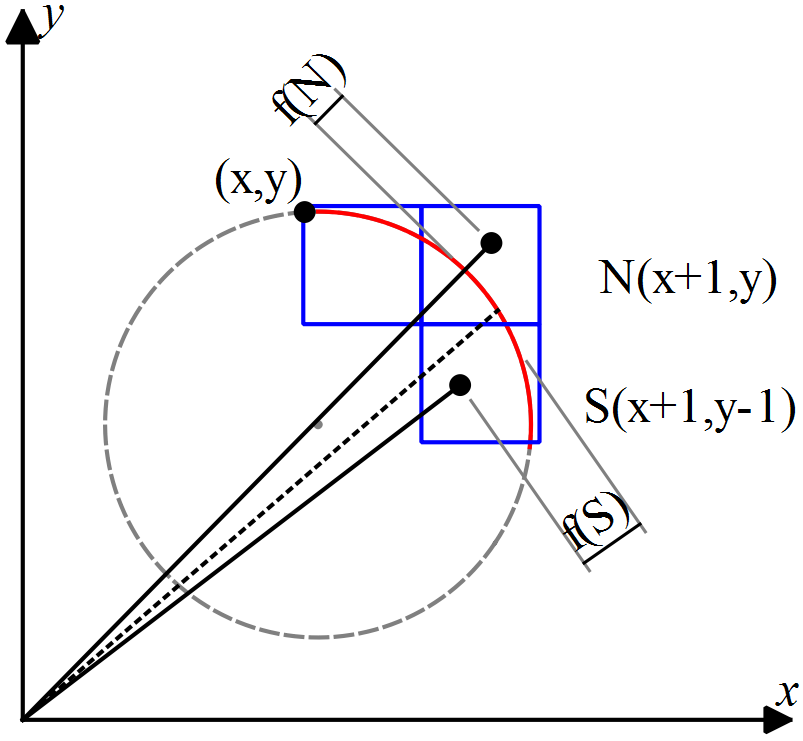 y
f(N)
(x,y)
N(x+1,y)
S(x+1,y-1)
f(S)
x